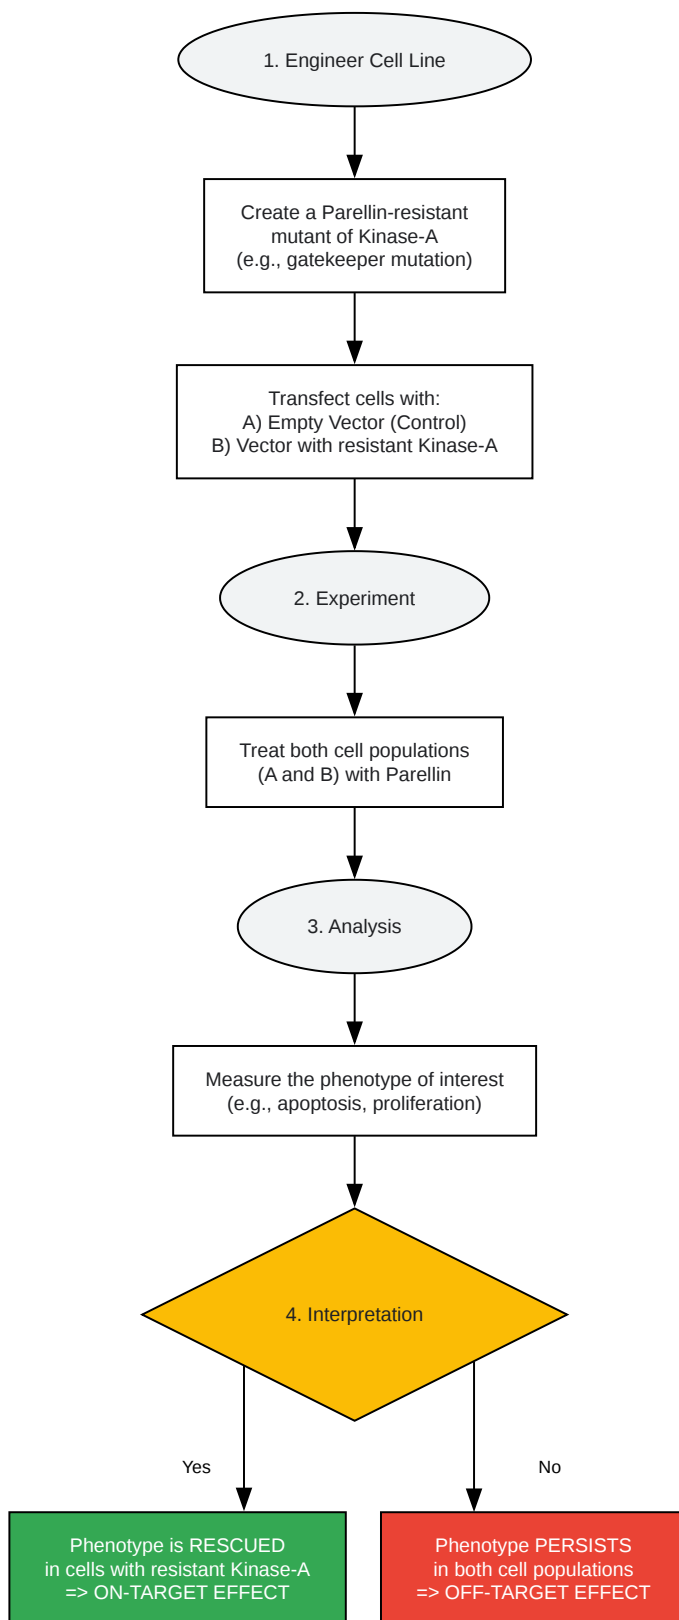 1. Engineer Cell Line
Create a Parellin-resistant
mutant of Kinase-A
(e.g., gatekeeper mutation)
Transfect cells with:
A) Empty Vector (Control)
B) Vector with resistant Kinase-A
2. Experiment
Treat both cell populations
(A and B) with Parellin
3. Analysis
Measure the phenotype of interest
(e.g., apoptosis, proliferation)
4. Interpretation
Yes
No
Phenotype is RESCUED
in cells with resistant Kinase-A
=> ON-TARGET EFFECT
Phenotype PERSISTS
in both cell populations
=> OFF-TARGET EFFECT